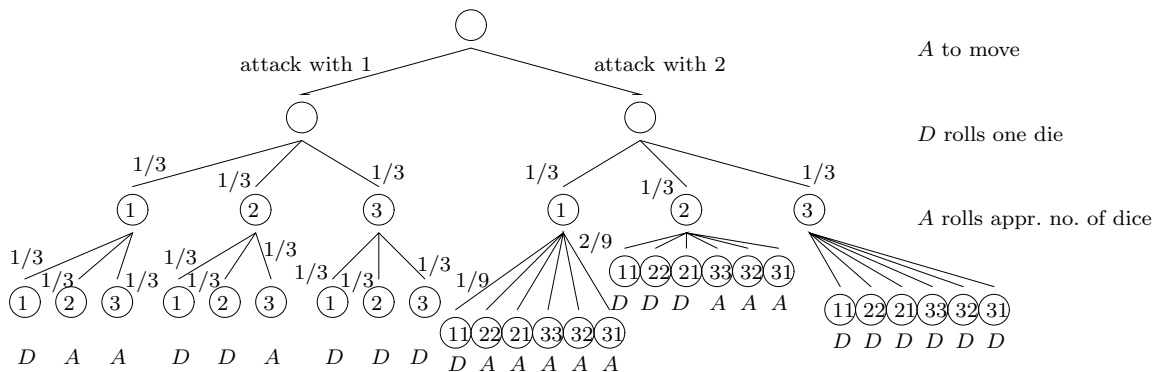 A to move
attack with 1 attack with 2
D rolls one die
1/3 1/3 1/3 1/3 1/3 1/3
1 2 3 1 2 3 A rolls appr. no. of dice
1/3 1/3 1/3 1/3 1/3 1/3 1/3 1/3 1/3 1/9 2/9
11 22 21 33 32 31
D D D A A A
1 2 3 1 2 3 1 2 3
11 22 21 33 32 31
11 22 21 33 32 31
D D D D D D
D A A D D A D D D
D A A A A A